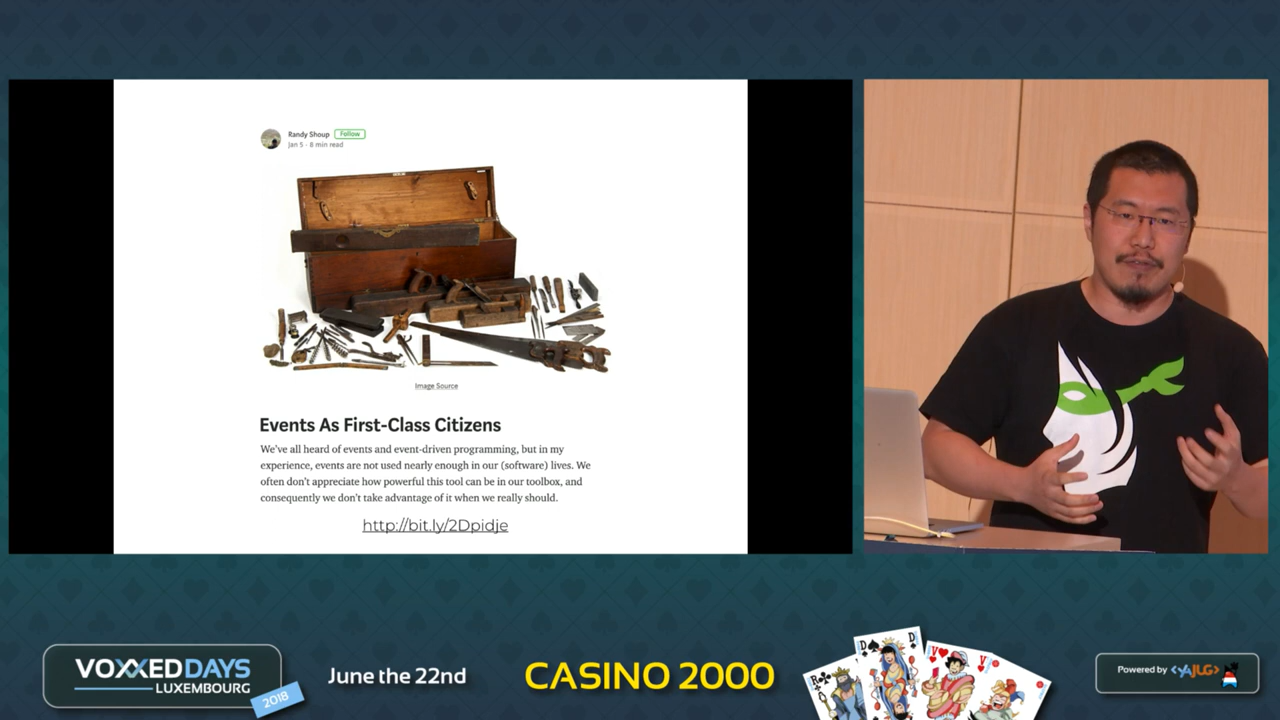 Randy Shoup Follow
Jan 5 · 8 min read
Image Source
Events As First-Class Citizens
We've all heard of events and event-driven programming, but in my
experience, events are not used nearly enough in our (software) lives. We
often don't appreciate how powerful this tool can be in our toolbox, and
consequently we don't take advantage of it when we really should.
http://bit.ly/2Dpidje
VOXXED DAYS
LUXEMBOURG
2018
June the 22nd
CASINO 2000
R
D
D
V
V
Powered by <YAJUG>